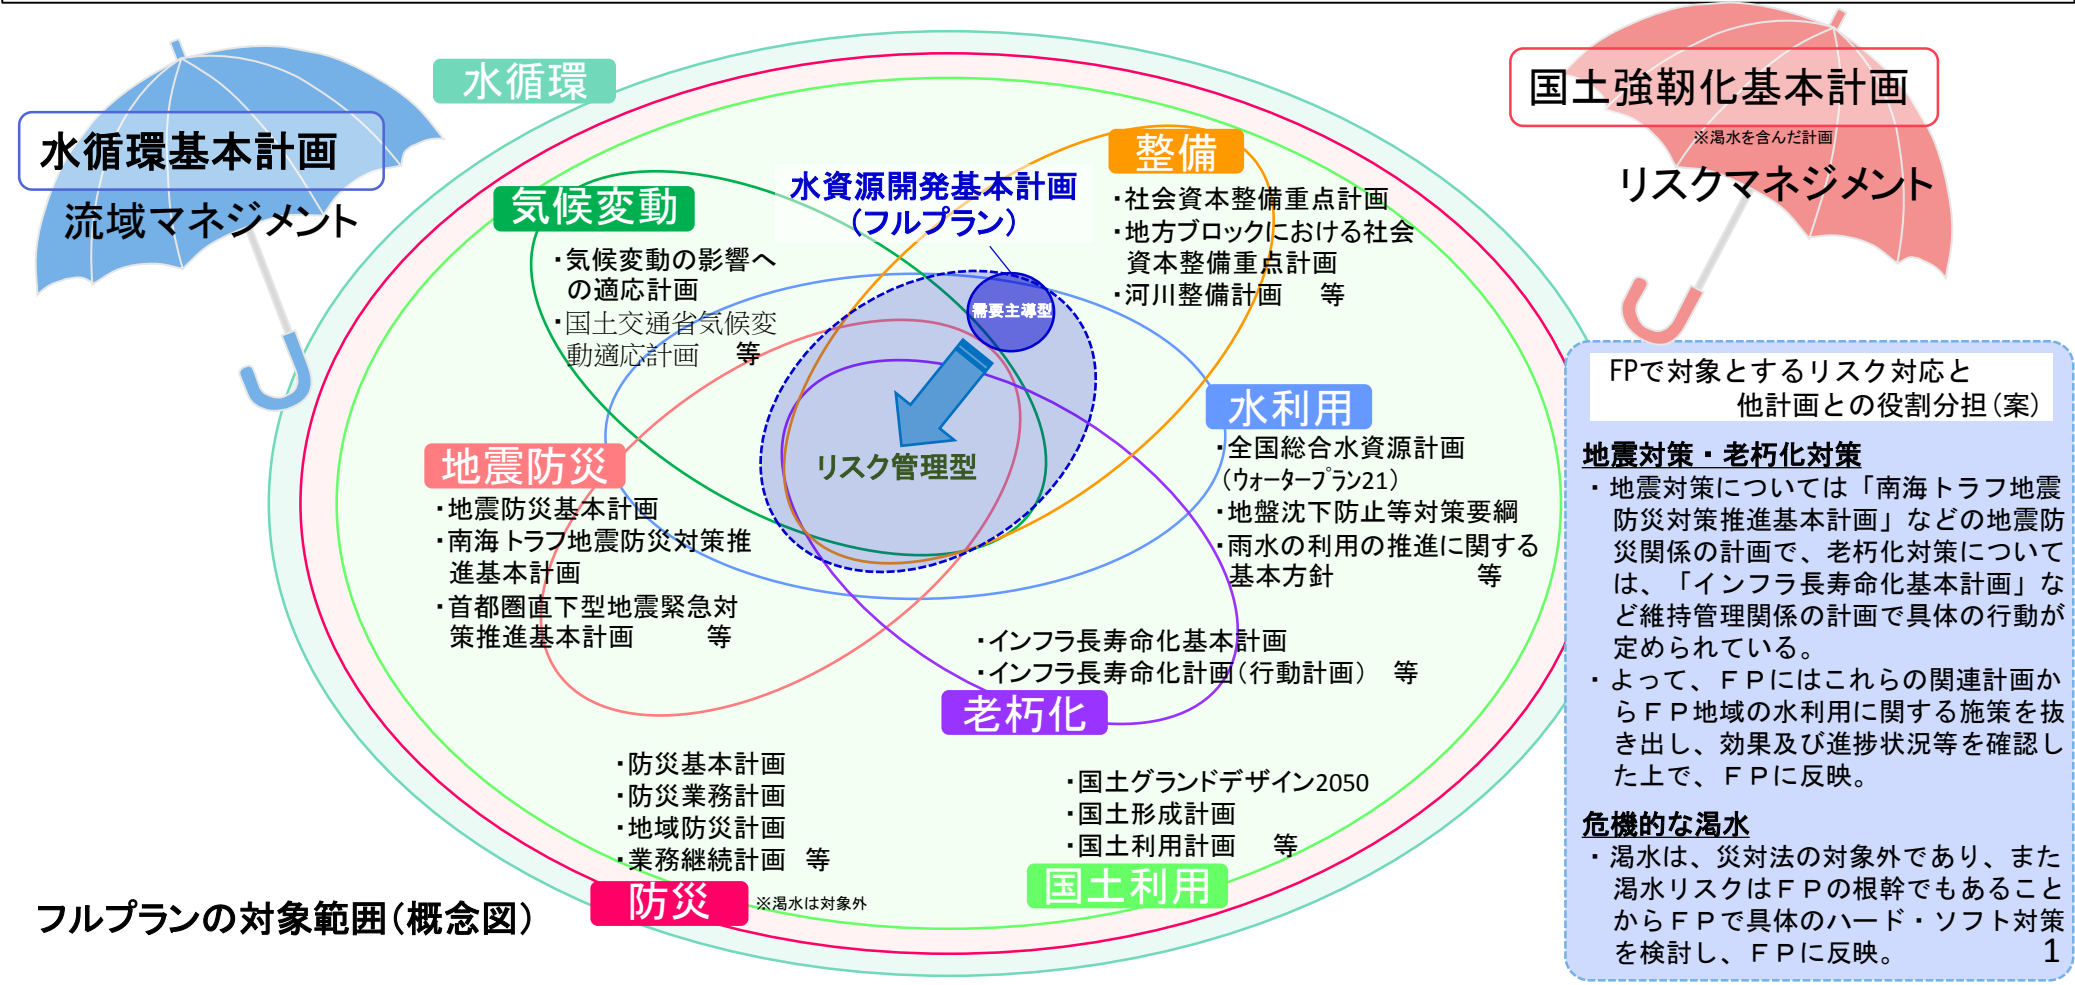 水循環
水循環基本計画
流域マネジメント
国土強靭化基本計画
※渇水を含んだ計画
リスクマネジメント
気候変動
・気候変動の影響へ
の適応計画
・国土交通省気候変
動適応計画　等
水資源開発基本計画
（フルプラン）
需要主導型
リスク管理型
整備
・社会資本整備重点計画
・地方ブロックにおける社会
資本整備重点計画
・河川整備計画　等
水利用
・全国総合水資源計画
（ウォータープラン21）
・地盤沈下防止等対策要綱
・雨水の利用の推進に関する
基本方針　等
地震防災
・地震防災基本計画
・南海トラフ地震防災対策推
進基本計画
・首都圏直下型地震緊急対
策推進基本計画　等
・インフラ長寿命化基本計画
・インフラ長寿命化計画（行動計画）　等
老朽化
・防災基本計画
・防災業務計画
・地域防災計画
・業務継続計画　等
防災
※渇水は対象外
・国土グランドデザイン2050
・国土形成計画
・国土利用計画　等
国土利用
フルプランの対象範囲（概念図）
FPで対象とするリスク対応と
他計画との役割分担（案）
地震対策・老朽化対策
・地震対策については「南海トラフ地震
防災対策推進基本計画」などの地震防
災関係の計画で、老朽化対策について
は、「インフラ長寿命化基本計画」な
ど維持管理関係の計画で具体の行動が
定められている。
・よって、ＦＰにはこれらの関連計画か
らＦＰ地域の水利用に関する施策を抜
き出し、効果及び進捗状況等を確認し
た上で、ＦＰに反映。
危機的な渇水
・渇水は、災対法の対象外であり、また
渇水リスクはＦＰの根幹でもあること
からＦＰで具体のハード・ソフト対策
を検討し、ＦＰに反映。
1